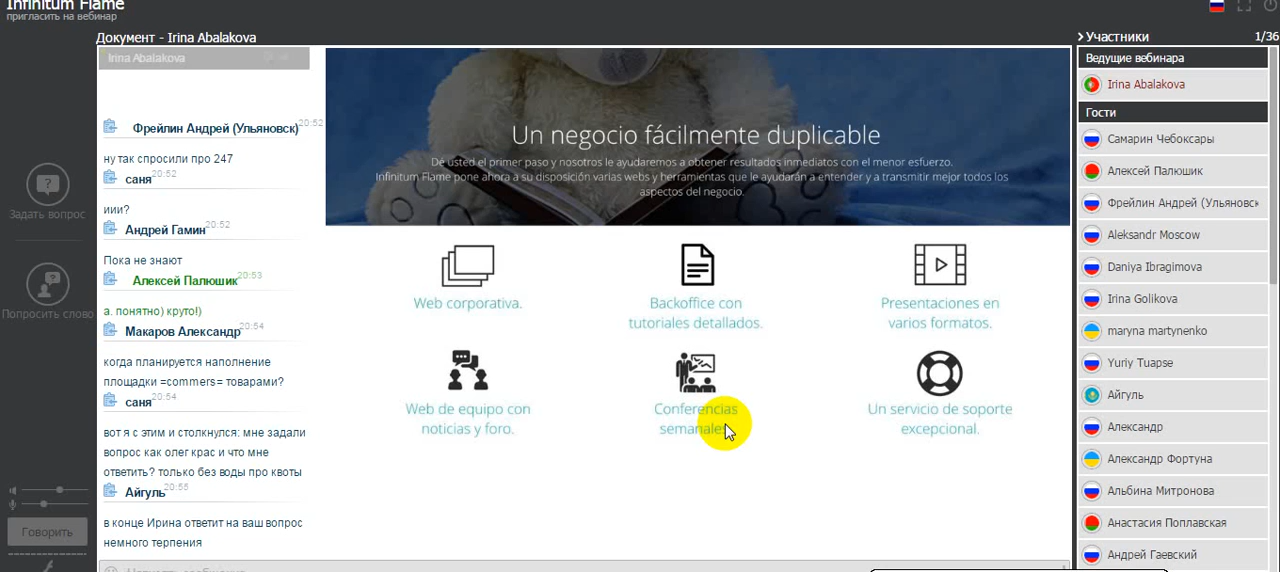 Infinitum Flame
пригласить на вебинар
Документ - Irina Abalakova
Участники 1/36
Irina Abalakova
Фрейлин Андрей (Ульяновск) 20:52
ну так спросили про 247
саня 20:52
иии?
Андрей Гамин 20:52
Пока не знают
Алексей Палюшик 20:53
а. понятно) круто!)
Макаров Александр 20:54
когда планируется наполнение
площадки =commers= товарами?
саня 20:54
вот я с этим и столкнулся: мне задали
вопрос как олег крас и что мне
ответить? только без воды про квоты
Айгуль 20:55
в конце Ирина ответит на ваш вопрос
немного терпения
Задать вопрос
Попросить слово
Говорить
Un negocio fácilmente duplicable
Dé usted el primer paso y nosotros le ayudaremos a obtener resultados inmediatos con el menor esfuerzo.
Infinitum Flame pone ahora a su disposición varias webs y herramientas que le ayudarán a entender y a transmitir mejor todos los
aspectos del negocio.
Web corporativa.
Backoffice con
tutoriales detallados.
Presentaciones en
varios formatos.
Web de equipo con
noticias y foro.
Conferencias
semanales.
Un servicio de soporte
excepcional.
Ведущие вебинара
Irina Abalakova
Гости
Самарин Чебоксары
Алексей Палюшик
Фрейлин Андрей (Ульяновск
Aleksandr Moscow
Daniya Ibragimova
Irina Golikova
maryna martynenko
Yuriy Tuapse
Айгуль
Александр
Александр Фортуна
Альбина Митронова
Анастасия Поплавская
Андрей Гаевский